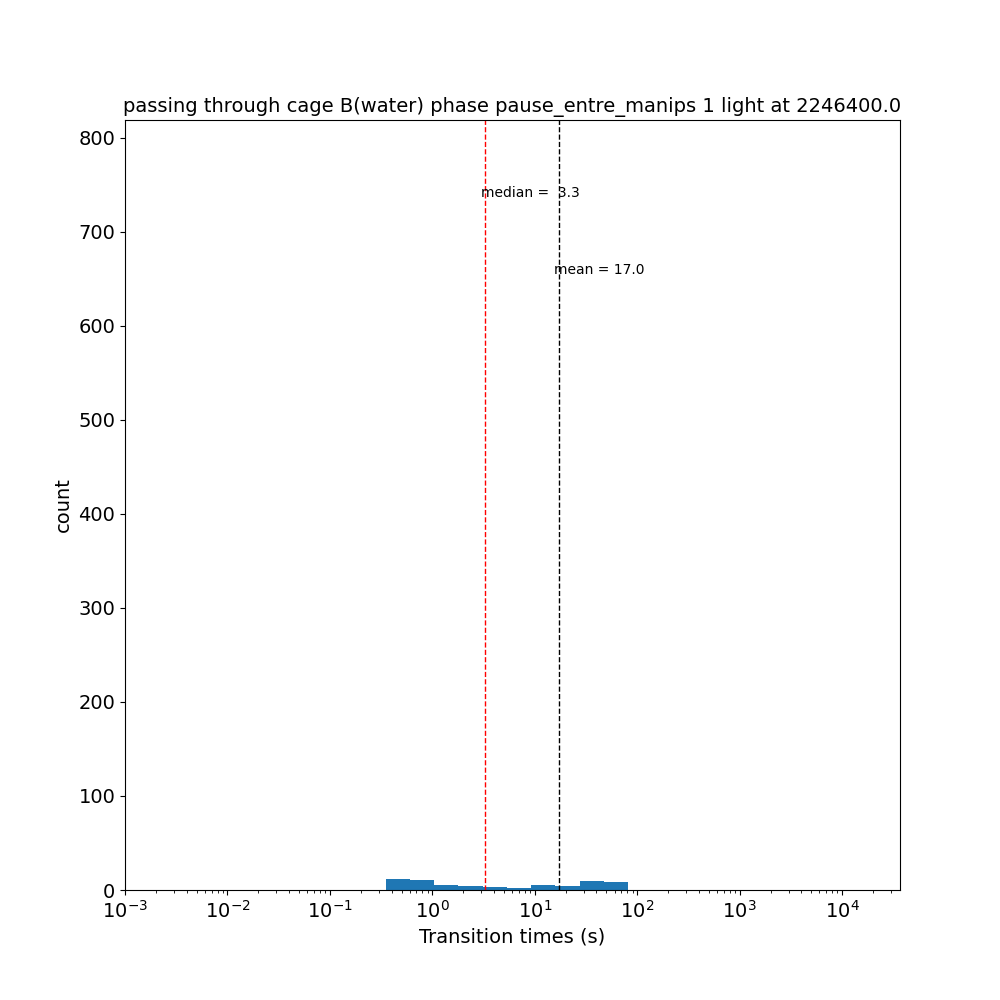 passing through cage B(water) phase pause_entre_manips 1 light at 2246400.0
800
median =  3.3
700
mean = 17.0
600
500
count
400
300
200
100
0
10⁻³ 10⁻² 10⁻¹ 10⁰ 10¹ 10² 10³ 10⁴
Transition times (s)